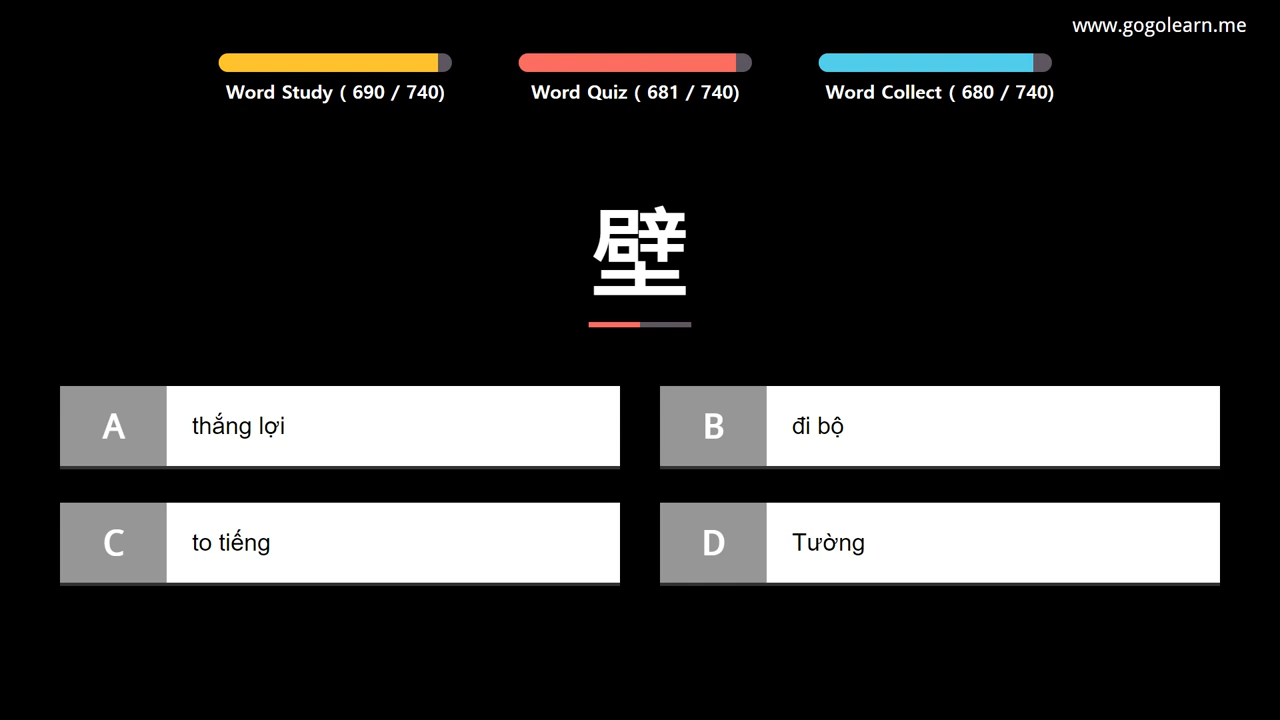 www.gogolearn.me
Word Study ( 690 / 740)
Word Quiz ( 681 / 740)
Word Collect ( 680 / 740)
壁
A
thắng lợi
B
đi bộ
C
to tiếng
D
Tường